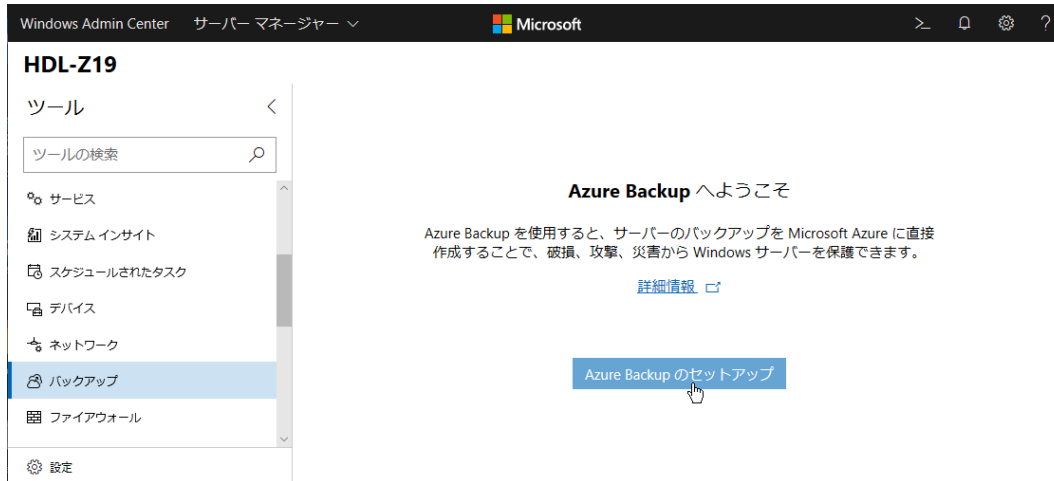 Windows Admin Center サーバー マネージャー Microsoft
HDL-Z19
ツール
ツールの検索
サービス
システム インサイト
スケジュールされたタスク
デバイス
ネットワーク
バックアップ
ファイアウォール
設定
Azure Backup へようこそ
Azure Backup を使用すると、サーバーのバックアップを Microsoft Azure に直接
作成することで、破損、攻撃、災害から Windows サーバーを保護できます。
詳細情報
Azure Backup のセットアップ